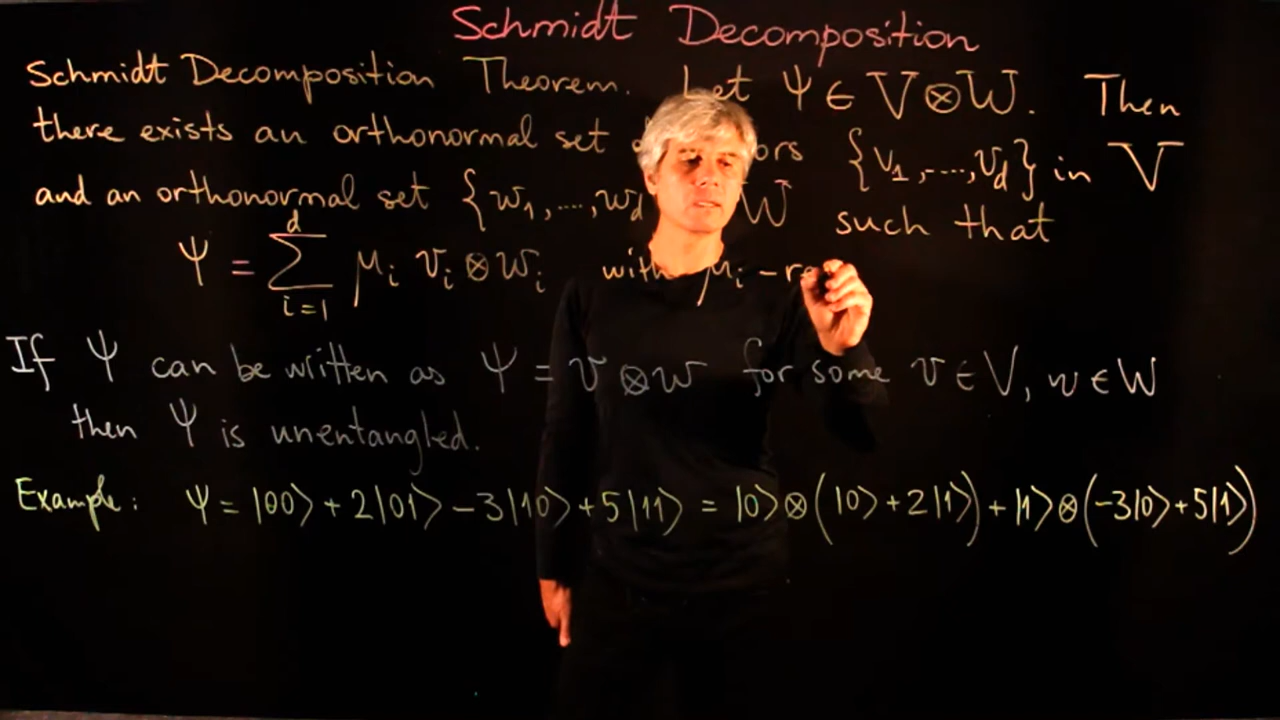 Schmidt Decomposition
Schmidt Decomposition Theorem. Let Ψ ∈ V⊗W. Then
there exists an orthonormal set {v₁,...,v_d} in V
and an orthonormal set {w₁,...,w_d W such that
Ψ = ∑_{i=1}^{d} μᵢ vᵢ⊗wᵢ with μᵢ -
If Ψ can be written as Ψ = v⊗w for some v∈V, w∈W
then Ψ is unentangled.
Example: Ψ = |00⟩ + 2|01⟩ - 3|10⟩ + 5|11⟩ = |0⟩⊗(|0⟩+2|1⟩) + |1⟩⊗(-3|0⟩+5|1⟩)